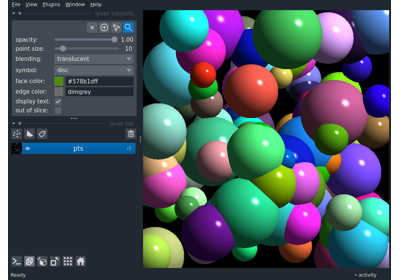 File View Plugins Window Help
layer controls
opacity: 1.00
point size: 10
blending: translucent
symbol: disc
face color: #578b1dff
edge color: dimgrey
display text:
out of slice:
layer list
pts
Ready
activity